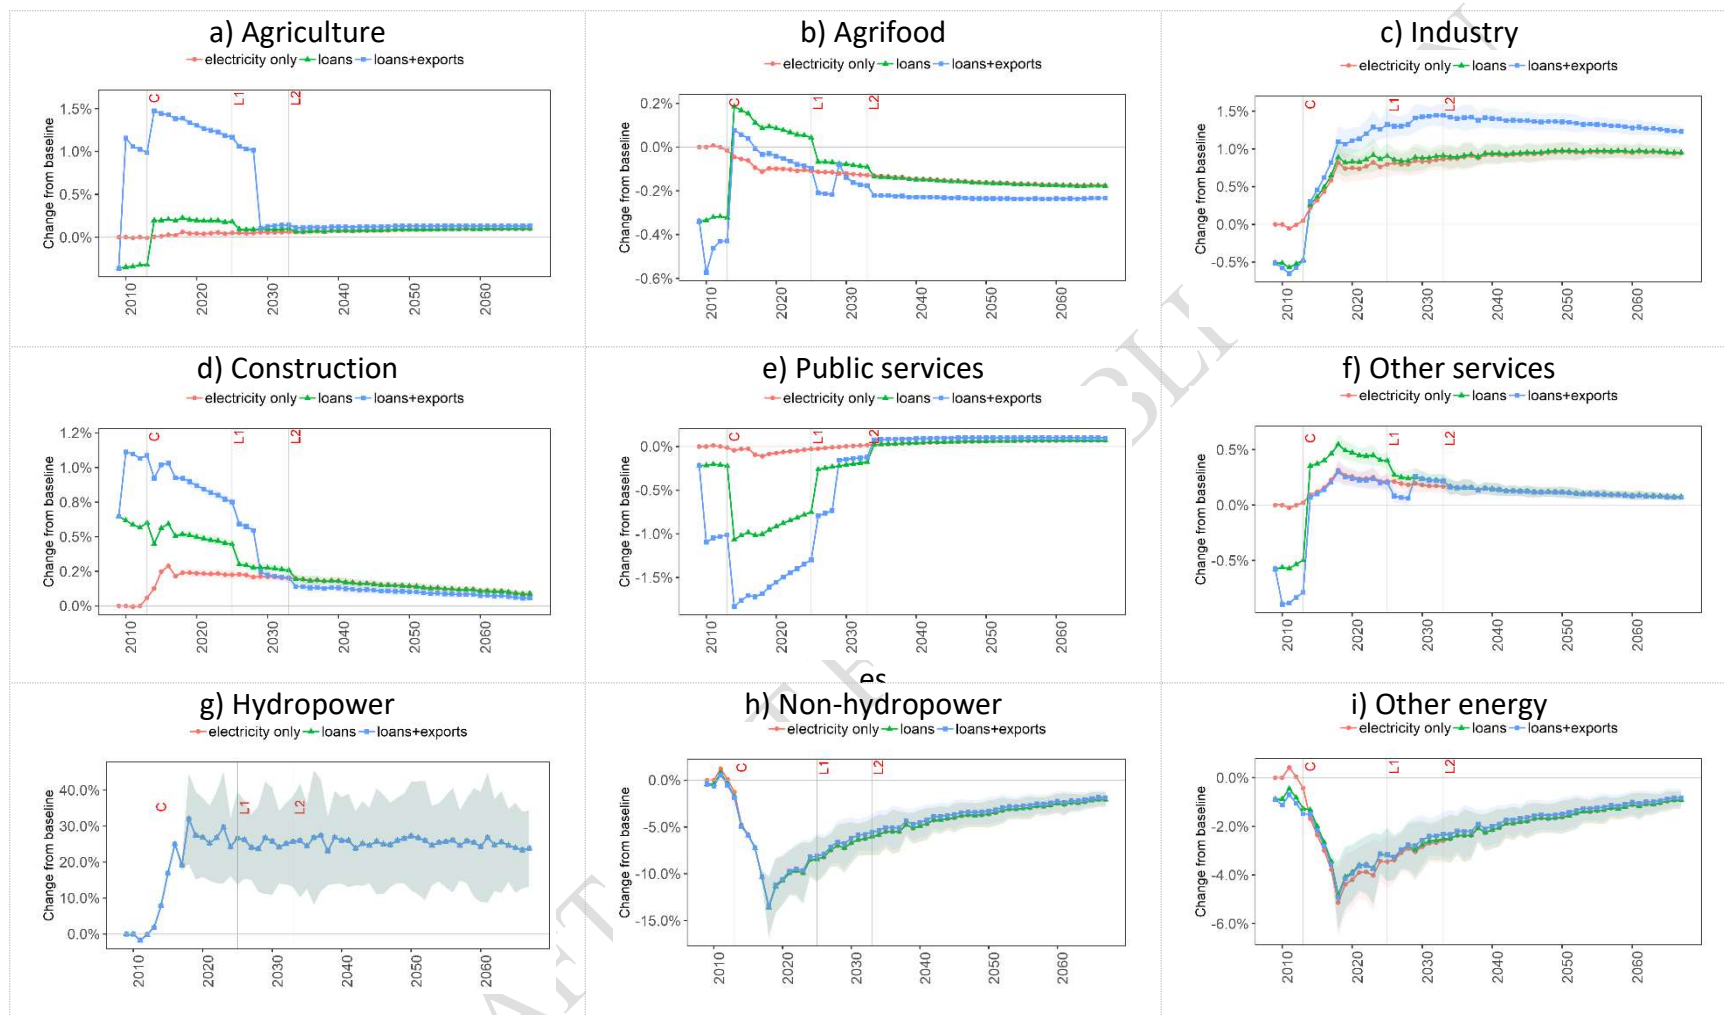 a) Agriculture
electricity only loans loans+exports
Change from baseline
1.5%
1.0%
0.5%
0.0%
C
L1
L2
2010 2020 2030 2040 2050 2060
b) Agrifood
electricity only loans loans+exports
Change from baseline
0.2%
0.0%
-0.2%
-0.4%
-0.6%
C
L1
L2
2010 2020 2030 2040 2050 2060
c) Industry
electricity only loans loans+exports
Change from baseline
1.5%
1.0%
0.5%
0.0%
-0.5%
C
L1
L2
2010 2020 2030 2040 2050 2060
d) Construction
electricity only loans loans+exports
Change from baseline
1.2%
1.0%
0.8%
0.5%
0.2%
0.0%
C
L1
L2
2010 2020 2030 2040 2050 2060
e) Public services
electricity only loans loans+exports
Change from baseline
0.0%
-0.5%
-1.0%
-1.5%
C
L1
L2
2010 2020 2030 2040 2050 2060
f) Other services
electricity only loans loans+exports
Change from baseline
0.5%
0.0%
-0.5%
C
L1
L2
2010 2020 2030 2040 2050 2060
es
g) Hydropower
electricity only loans loans+exports
Change from baseline
40.0%
30.0%
20.0%
10.0%
0.0%
C
L1
L2
2010 2020 2030 2040 2050 2060
h) Non-hydropower
electricity only loans loans+exports
Change from baseline
0.0%
-5.0%
-10.0%
-15.0%
C
L1
L2
2010 2020 2030 2040 2050 2060
i) Other energy
electricity only loans loans+exports
Change from baseline
0.0%
-2.0%
-4.0%
-6.0%
C
L1
L2
2010 2020 2030 2040 2050 2060